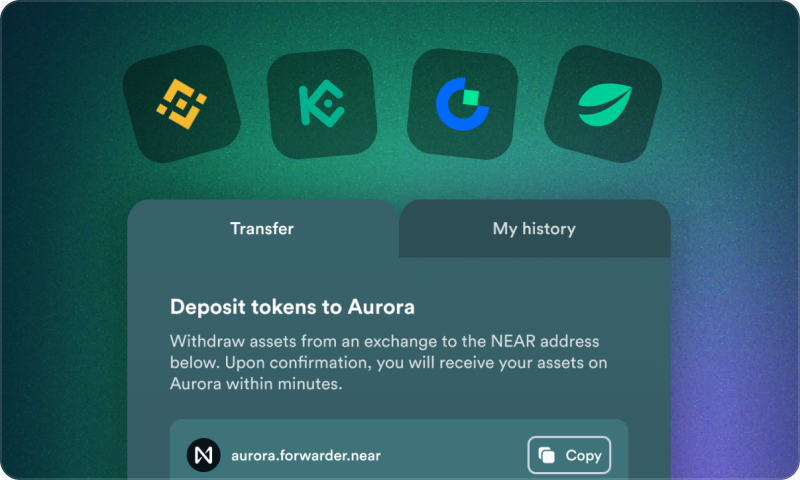 Transfer
My history
Deposit tokens to Aurora
Withdraw assets from an exchange to the NEAR address
below. Upon confirmation, you will receive your assets on
Aurora within minutes.
aurora.forwarder.near
Copy